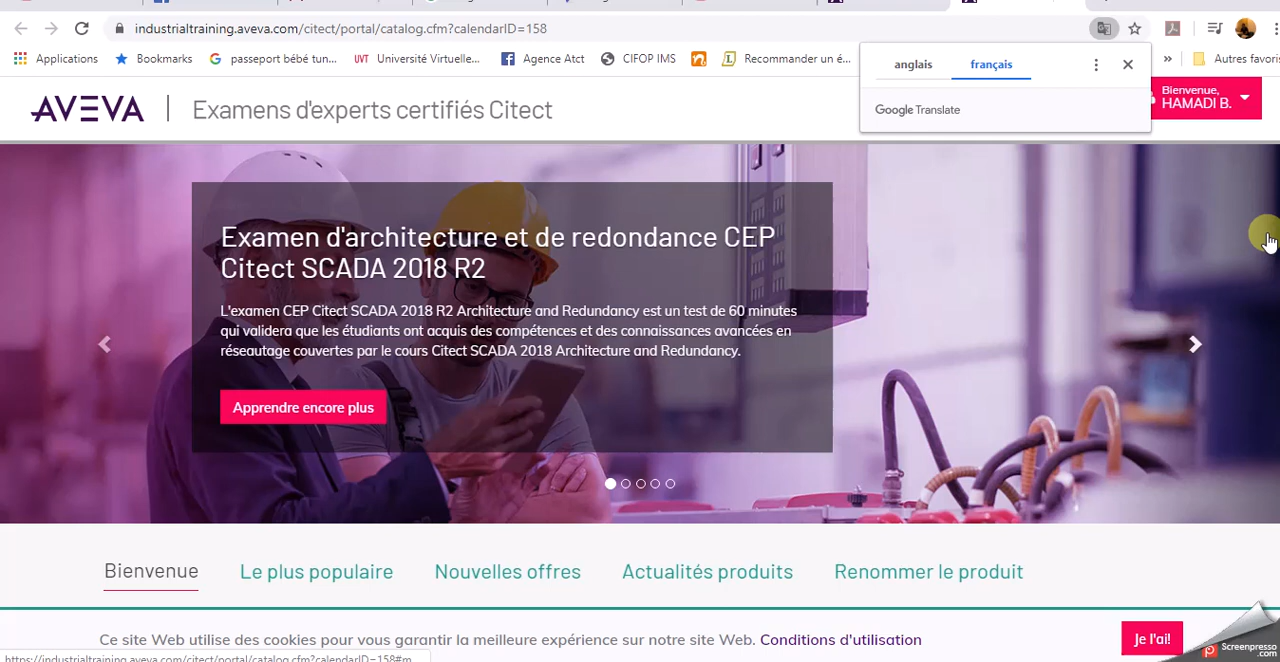 industrialtraining.aveva.com/citect/portal/catalog.cfm?calendarID=158
Applications
Bookmarks
passeport bébé tun...
UVT Université Virtuelle...
Agence Atct
CIFOP IMS
Recommander un é...
»
Autres favoris
anglais
français
Google Translate
AVEVA
Examens d'experts certifiés Citect
Bienvenue,
HAMADI B.
Examen d'architecture et de redondance CEP
Citect SCADA 2018 R2
L'examen CEP Citect SCADA 2018 R2 Architecture and Redundancy est un test de 60 minutes
qui validera que les étudiants ont acquis des compétences et des connaissances avancées en
réseautage couvertes par le cours Citect SCADA 2018 Architecture and Redundancy.
Apprendre encore plus
Bienvenue
Le plus populaire
Nouvelles offres
Actualités produits
Renommer le produit
Ce site Web utilise des cookies pour vous garantir la meilleure expérience sur notre site Web. Conditions d'utilisation
Je l'ai!
Screenpresso
.com
https://industrialtraining.aveva.com/citect/portal/catalog.cfm?calendarID=158#m